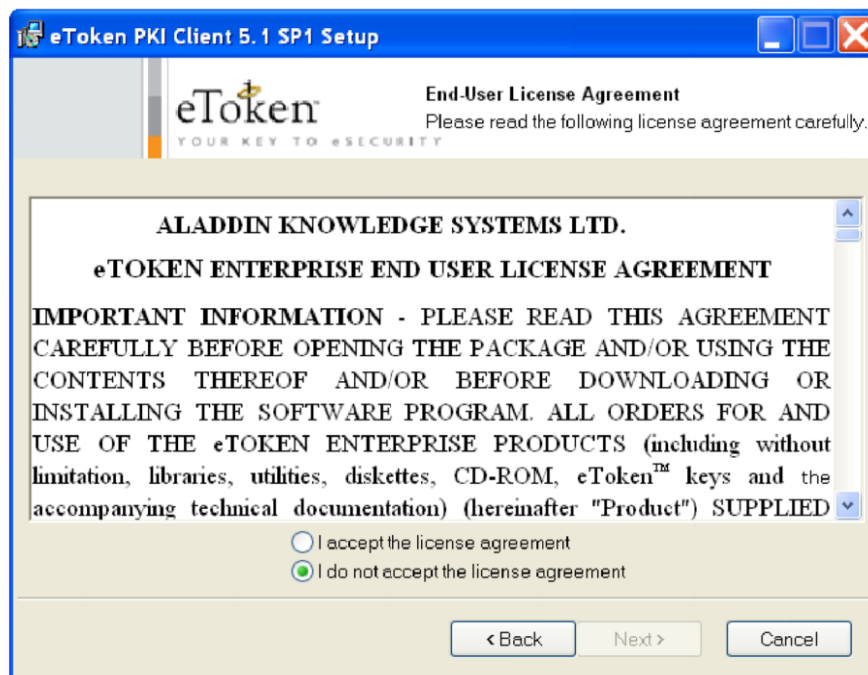 eToken PKI Client 5.1 SP1 Setup
eToken
YOUR KEY TO eSECURITY
End-User License Agreement
Please read the following license agreement carefully.
ALADDIN KNOWLEDGE SYSTEMS LTD.
eTOKEN ENTERPRISE END USER LICENSE AGREEMENT
IMPORTANT INFORMATION - PLEASE READ THIS AGREEMENT
CAREFULLY BEFORE OPENING THE PACKAGE AND/OR USING THE
CONTENTS THEREOF AND/OR BEFORE DOWNLOADING OR
INSTALLING THE SOFTWARE PROGRAM. ALL ORDERS FOR AND
USE OF THE eTOKEN ENTERPRISE PRODUCTS (including without
limitation, libraries, utilities, diskettes, CD-ROM, eToken™ keys and the
accompanying technical documentation) (hereinafter "Product") SUPPLIED
I accept the license agreement
I do not accept the license agreement
< Back Next > Cancel